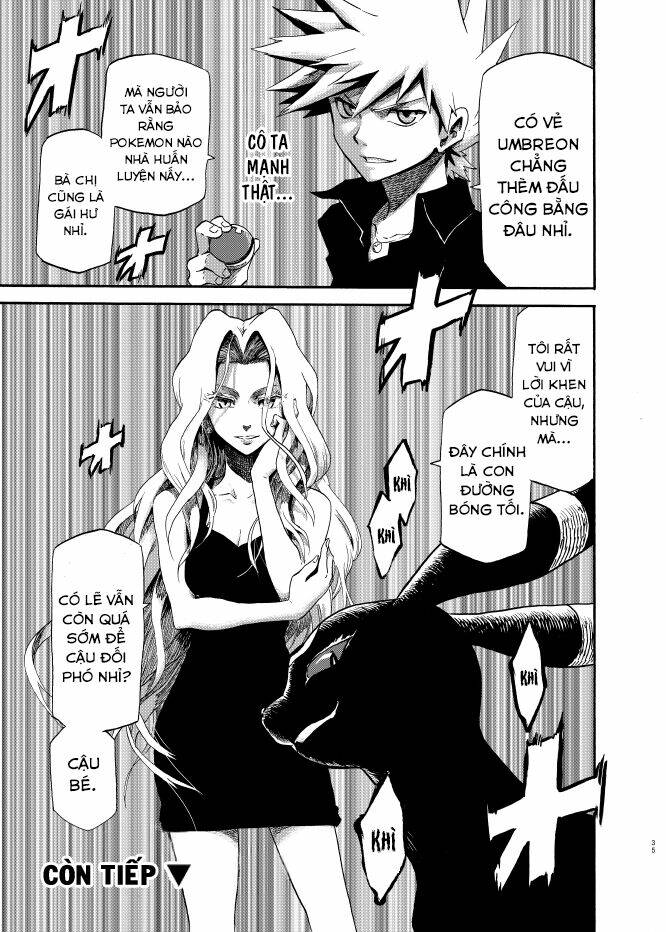 CÓ VẺ
UMBREON
CHẲNG
THÈM ĐẤU
CÔNG BẰNG
ĐÂU NHỈ.
CÔ TA
MẠNH
THẬT...
MÀ NGƯỜI
TA VẪN BẢO
RẰNG
POKEMON NÀO
NHÀ HUẤN
LUYỆN NẤY...
BÀ CHỊ
CŨNG LÀ
GÁI HƯ
NHỈ.
TÔI RẤT
VUI VÌ
LỜI KHEN
CỦA CẬU,
NHƯNG
MÀ...
ĐÂY CHÍNH
LÀ CON
ĐƯỜNG
BÓNG TỐI.
KHÌ
KHÌ
KHÌ
KHÌ
KHÌ
CÓ LẼ VẪN
CÒN QUÁ
SỚM ĐỂ
CẬU ĐỐI
PHÓ NHỈ?
CẬU
BÉ.
CÒN TIẾP ▼
35